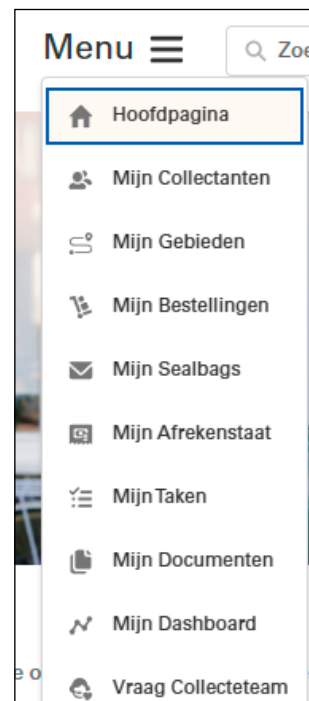 Menu
Zoe
Hoofdpagina
Mijn Collectanten
Mijn Gebieden
Mijn Bestellingen
Mijn Sealbags
Mijn Afrekenstaat
Mijn Taken
Mijn Documenten
Mijn Dashboard
e o
Vraag Collecteteam